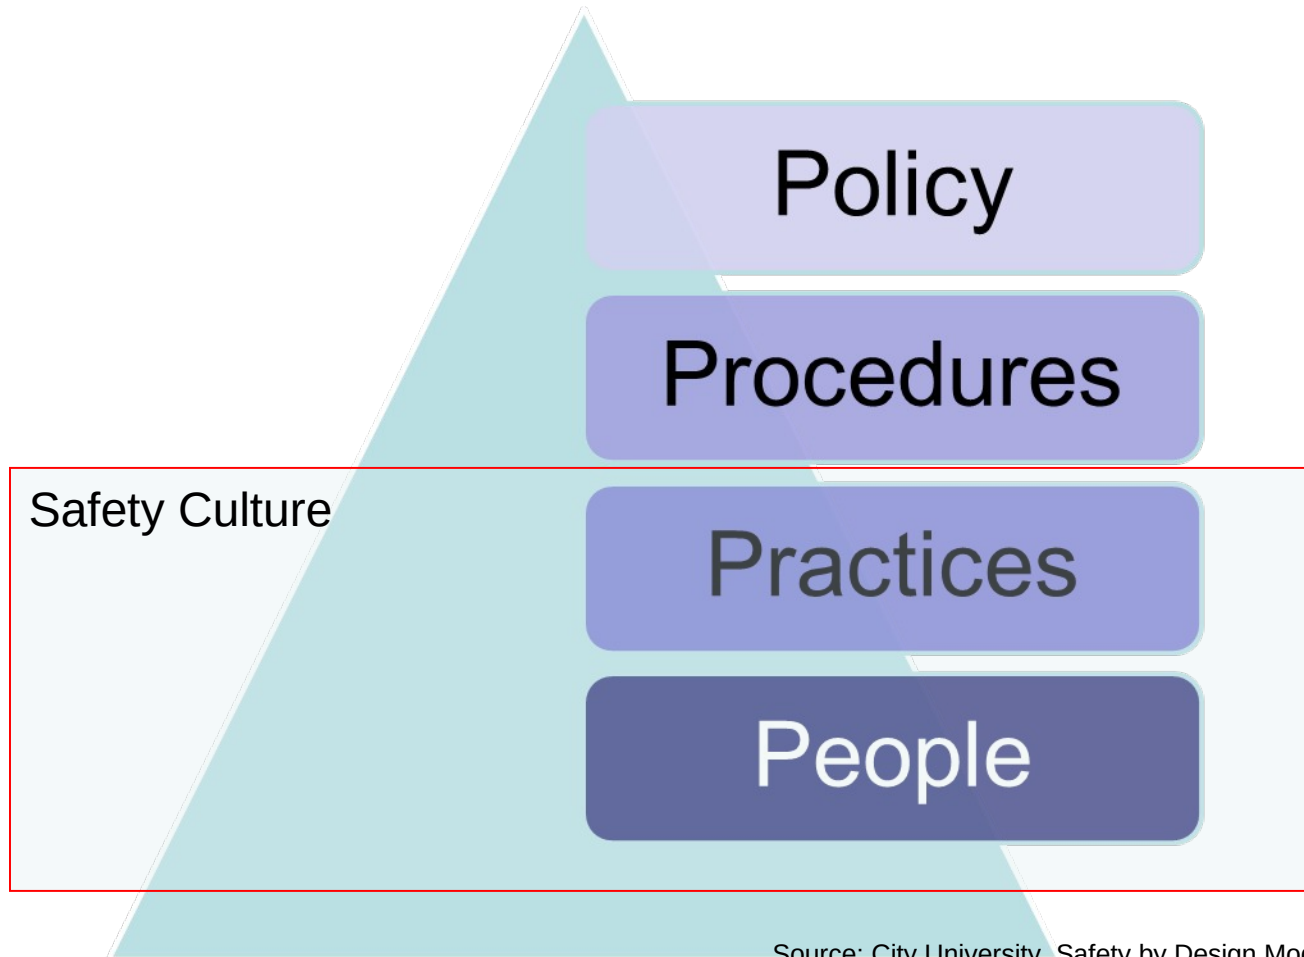 Policy
Procedures
Safety Culture
Practices
People
Source: City University, Safety by Design